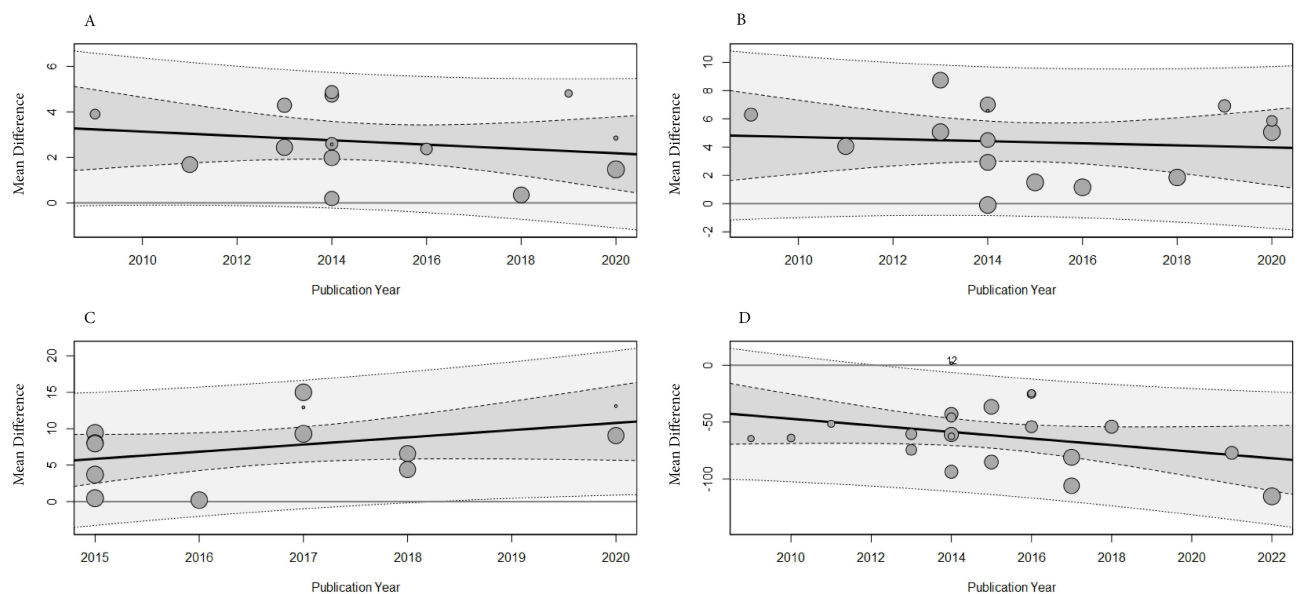 A
Mean Difference
6
4
2
0
2010 2012 2014 2016 2018 2020
Publication Year
B
Mean Difference
10
8
6
4
2
0
-2
2010 2012 2014 2016 2018 2020
Publication Year
C
Mean Difference
20
15
10
5
0
2015 2016 2017 2018 2019 2020
Publication Year
D
Mean Difference
0
-50
-100
12
2010 2012 2014 2016 2018 2020 2022
Publication Year